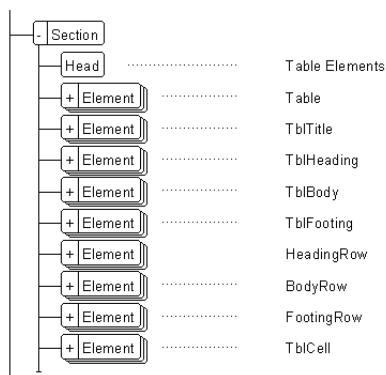 - Section
Head Table Elements
+ Element Table
+ Element TblTitle
+ Element TblHeading
+ Element TblBody
+ Element TblFooting
+ Element HeadingRow
+ Element BodyRow
+ Element FootingRow
+ Element TblCell